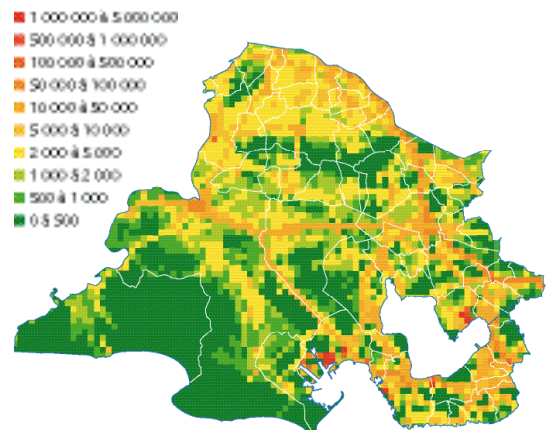 1 000 000 à 5 000 000
500 000 à 1 000 000
100 000 à 500 000
50 000 à 100 000
10 000 à 50 000
5 000 à 10 000
2 000 à 5 000
1 000 à 2 000
500 à 1 000
0 à 500